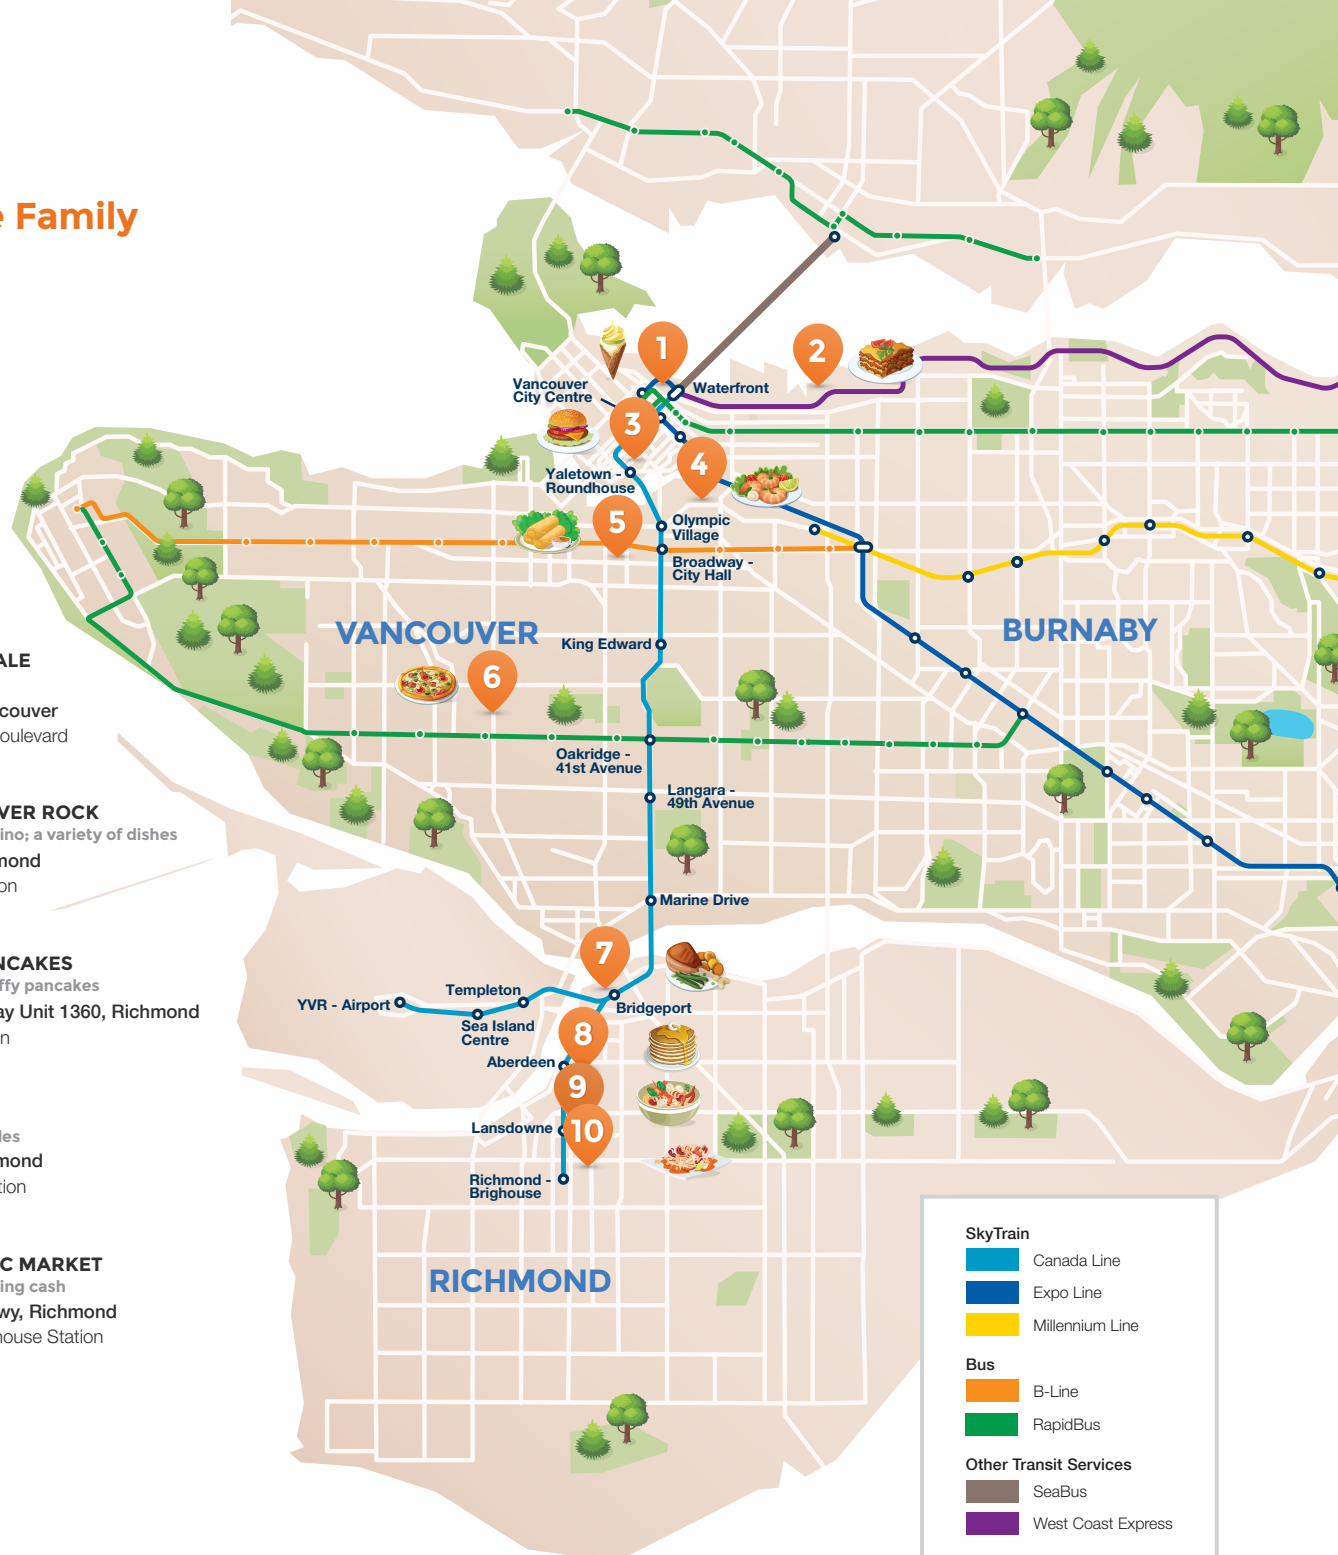 e Family
ALE
couver
oulevard
VER ROCK
ino; a variety of dishes
mond
on
NCAKES
ffy pancakes
ay Unit 1360, Richmond
n
les
mond
tion
C MARKET
ing cash
wy, Richmond
house Station
1
2
Vancouver
City Centre
Waterfront
3
4
Yaletown -
Roundhouse
5
Olympic
Village
Broadway -
City Hall
VANCOUVER
BURNABY
King Edward
6
Oakridge -
41st Avenue
Langara -
49th Avenue
Marine Drive
7
Templeton
YVR - Airport
Bridgeport
Sea Island
Centre
8
Aberdeen
9
Lansdowne
10
Richmond -
Brighouse
RICHMOND
SkyTrain
Canada Line
Expo Line
Millennium Line
Bus
B-Line
RapidBus
Other Transit Services
SeaBus
West Coast Express